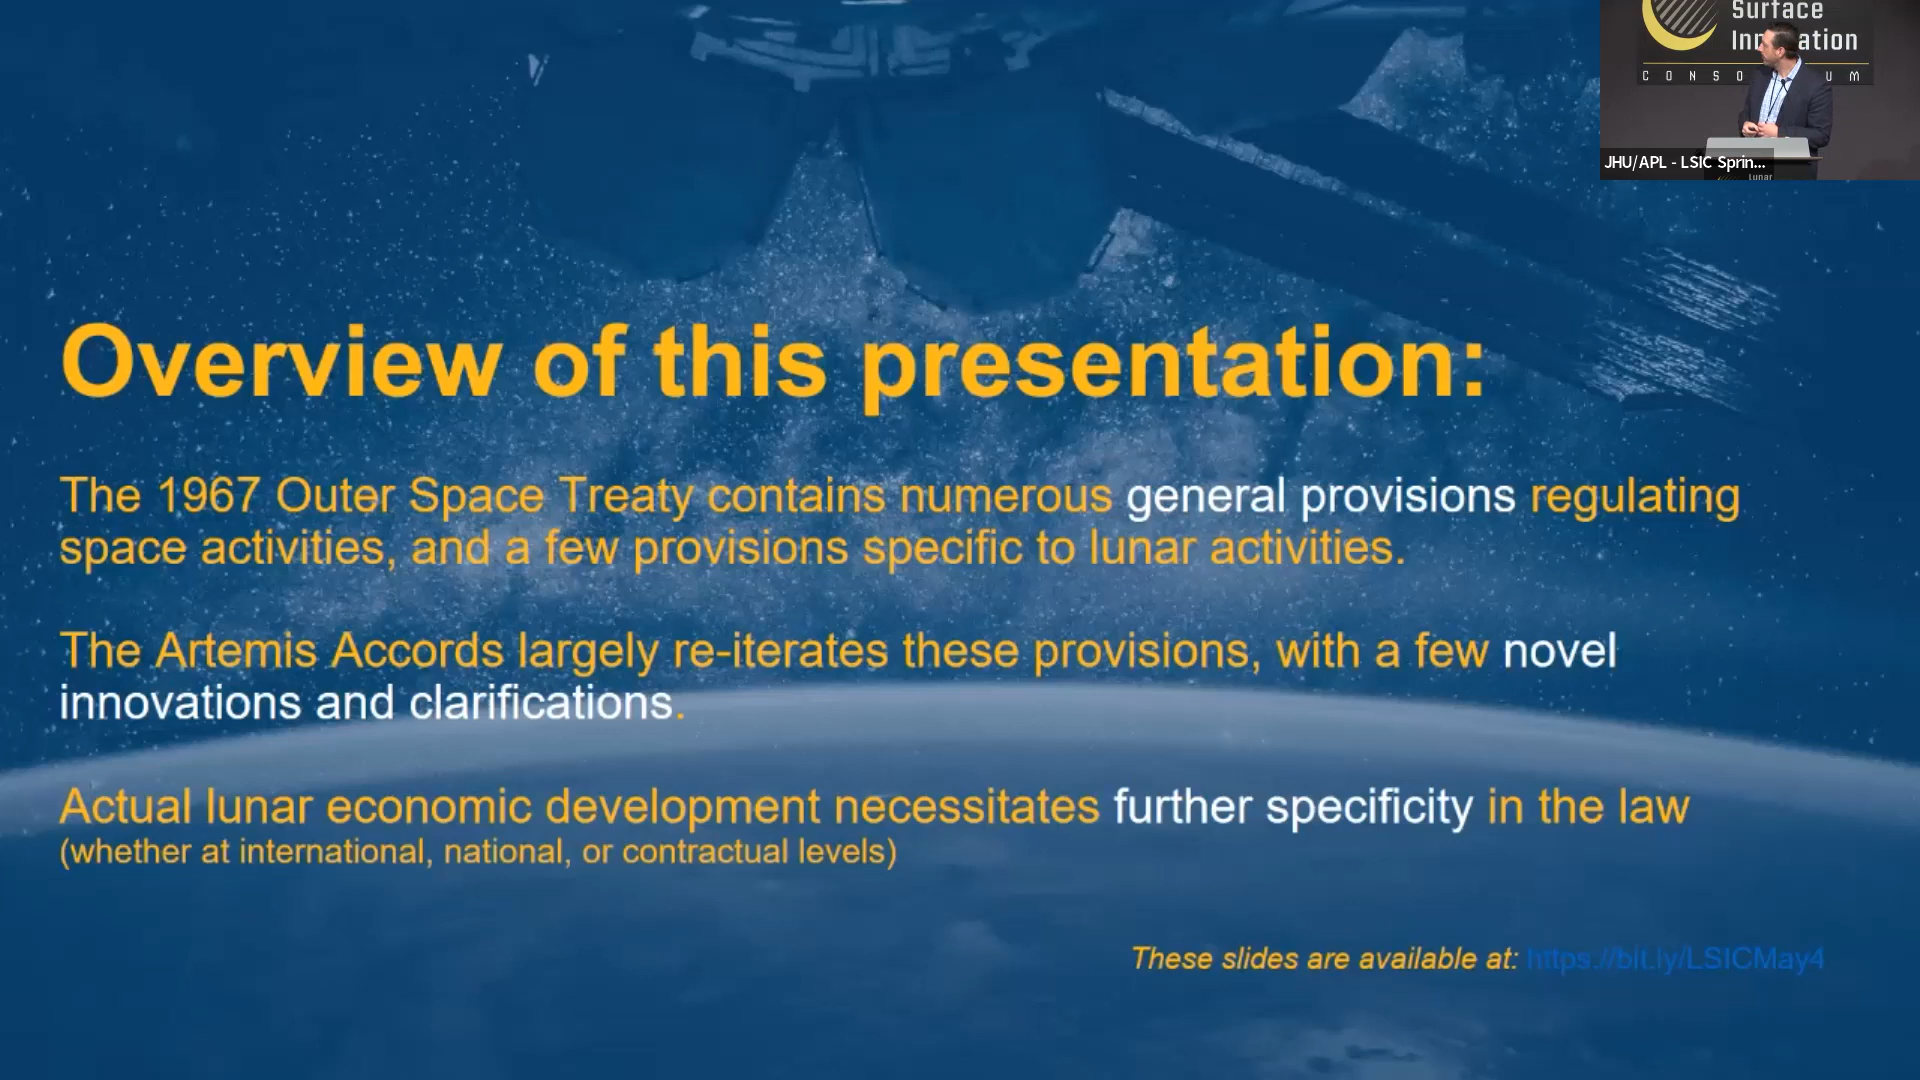 Surface
Innovation
JHU/APL - LSIC Sprin...
Lunar
Overview of this presentation:
The 1967 Outer Space Treaty contains numerous general provisions regulating
space activities, and a few provisions specific to lunar activities.
The Artemis Accords largely re-iterates these provisions, with a few novel
innovations and clarifications.
Actual lunar economic development necessitates further specificity in the law
(whether at international, national, or contractual levels)
These slides are available at: https://bit.ly/LSICMay4